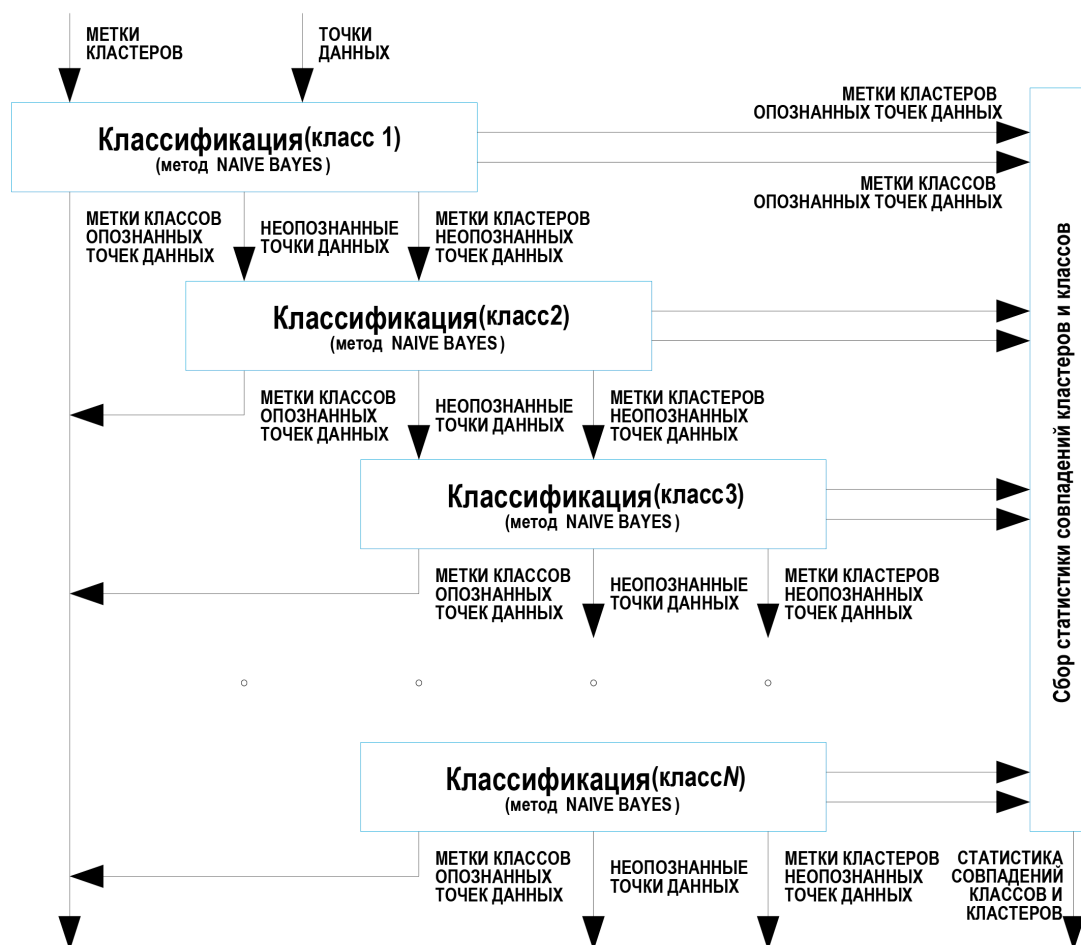 МЕТКИ
КЛАСТЕРОВ
ТОЧКИ
ДАННЫХ
Классификация(класс 1)
(метод NAIVE BAYES)
МЕТКИ КЛАСТЕРОВ
ОПОЗНАННЫХ ТОЧЕК ДАННЫХ
МЕТКИ КЛАССОВ
ОПОЗНАННЫХ ТОЧЕК ДАННЫХ
МЕТКИ КЛАССОВ
ОПОЗНАННЫХ
ТОЧЕК ДАННЫХ
НЕОПОЗНАННЫЕ
ТОЧКИ ДАННЫХ
МЕТКИ КЛАСТЕРОВ
НЕОПОЗНАННЫХ
ТОЧЕК ДАННЫХ
Классификация(класс2)
(метод NAIVE BAYES)
МЕТКИ КЛАССОВ
ОПОЗНАННЫХ
ТОЧЕК ДАННЫХ
НЕОПОЗНАННЫЕ
ТОЧКИ ДАННЫХ
МЕТКИ КЛАСТЕРОВ
НЕОПОЗНАННЫХ
ТОЧЕК ДАННЫХ
Классификация(класс3)
(метод NAIVE BAYES)
МЕТКИ КЛАССОВ
ОПОЗНАННЫХ
ТОЧЕК ДАННЫХ
НЕОПОЗНАННЫЕ
ТОЧКИ ДАННЫХ
МЕТКИ КЛАСТЕРОВ
НЕОПОЗНАННЫХ
ТОЧЕК ДАННЫХ
Классификация(классN)
(метод NAIVE BAYES)
МЕТКИ КЛАССОВ
ОПОЗНАННЫХ
ТОЧЕК ДАННЫХ
НЕОПОЗНАННЫЕ
ТОЧКИ ДАННЫХ
МЕТКИ КЛАСТЕРОВ
НЕОПОЗНАННЫХ
ТОЧЕК ДАННЫХ
Сбор статистики совпадений кластеров и классов
СТАТИСТИКА
СОВПАДЕНИЙ
КЛАССОВ И
КЛАСТЕРОВ